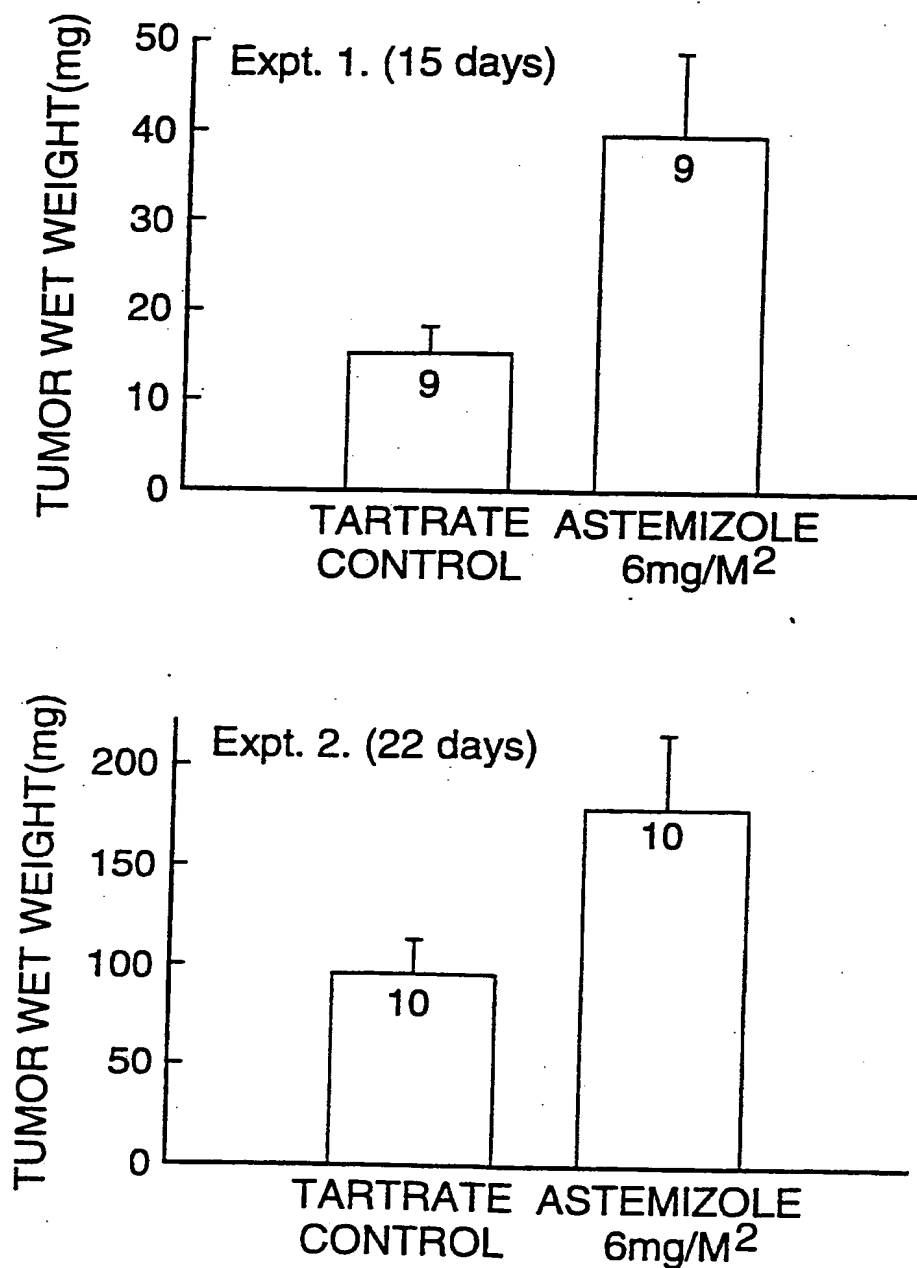 TUMOR WET WEIGHT(mg)
50
40
30
20
10
0
Expt. 1. (15 days)
9
9
TARTRATE CONTROL
ASTEMIZOLE 6mg/M²
TUMOR WET WEIGHT(mg)
200
150
100
50
0
Expt. 2. (22 days)
10
10
TARTRATE CONTROL
ASTEMIZOLE 6mg/M²